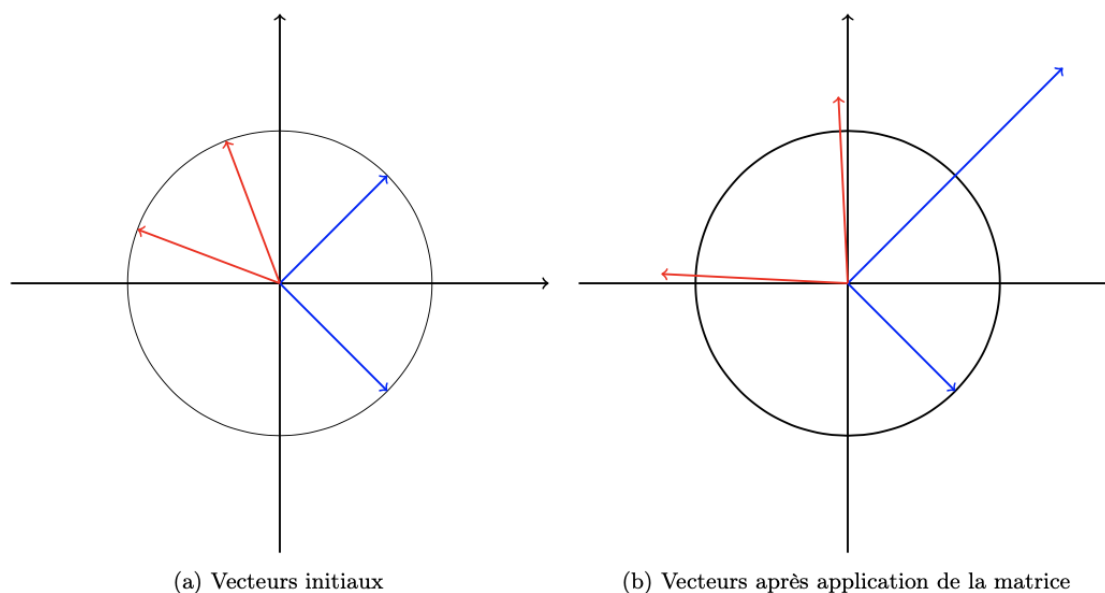 (a) Vecteurs initiaux
(b) Vecteurs après application de la matrice